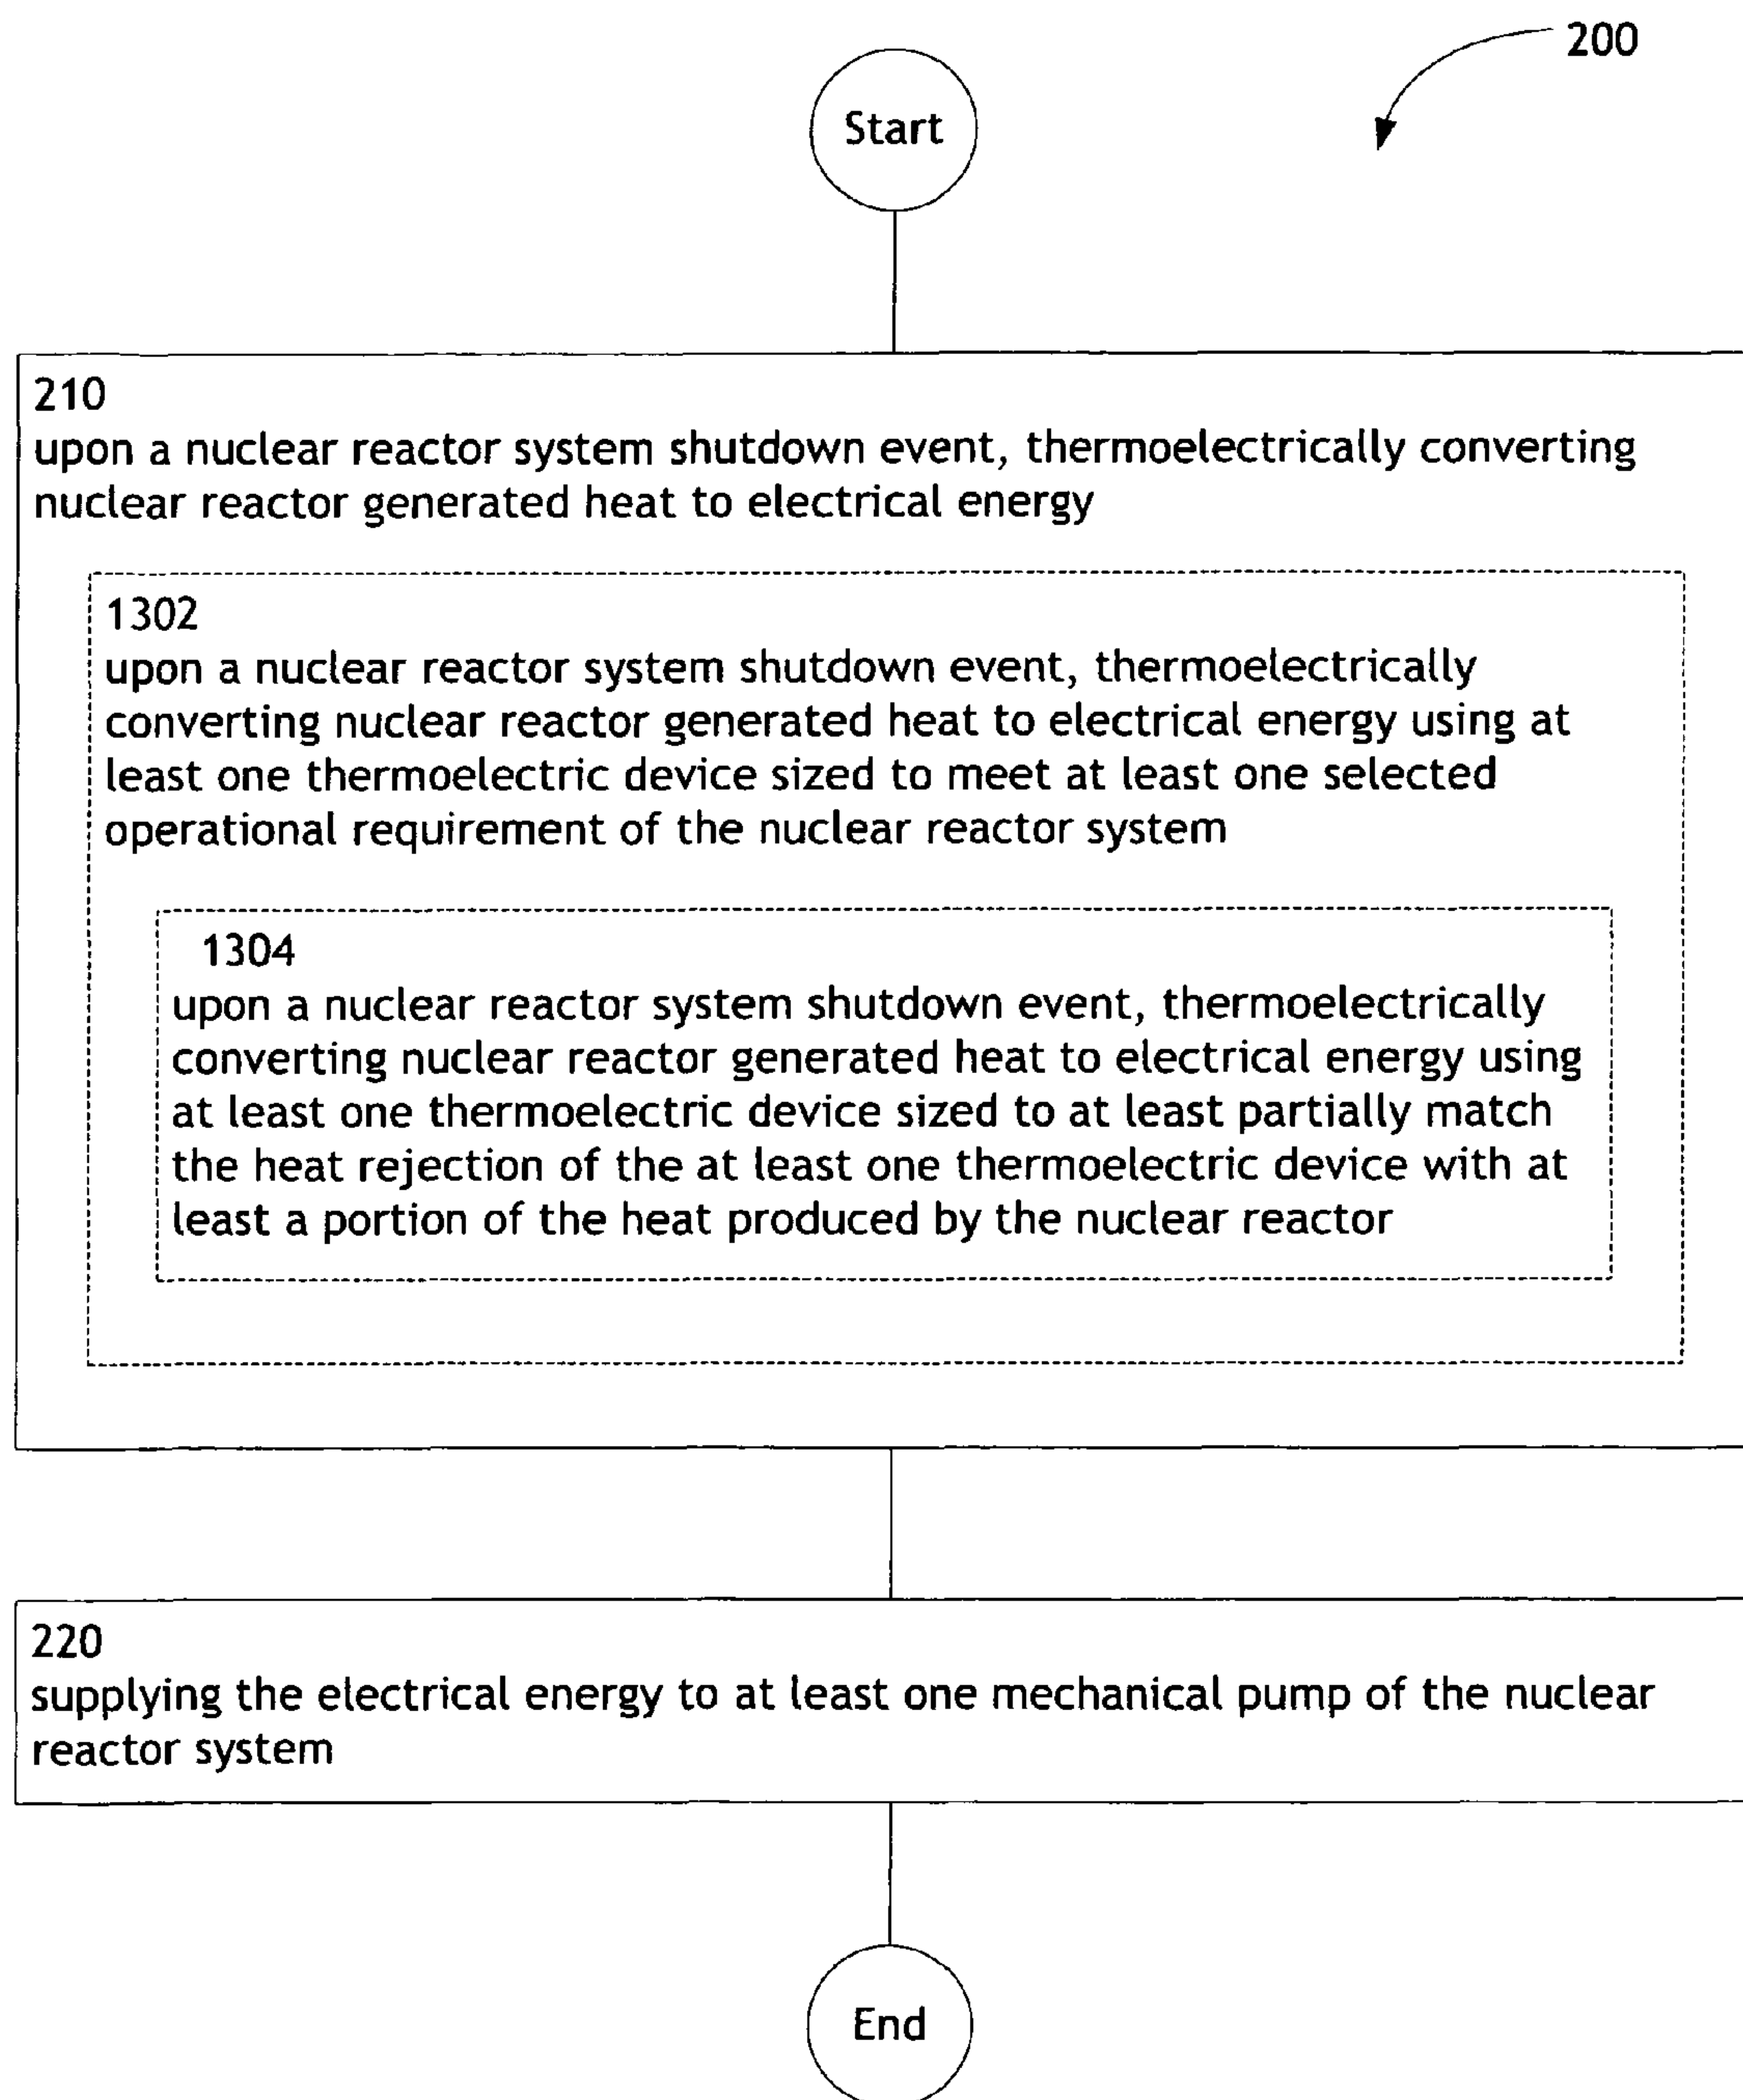 200
Start
210
upon a nuclear reactor system shutdown event, thermoelectrically converting
nuclear reactor generated heat to electrical energy
1302
upon a nuclear reactor system shutdown event, thermoelectrically
converting nuclear reactor generated heat to electrical energy using at
least one thermoelectric device sized to meet at least one selected
operational requirement of the nuclear reactor system
1304
upon a nuclear reactor system shutdown event, thermoelectrically
converting nuclear reactor generated heat to electrical energy using
at least one thermoelectric device sized to at least partially match
the heat rejection of the at least one thermoelectric device with at
least a portion of the heat produced by the nuclear reactor
220
supplying the electrical energy to at least one mechanical pump of the nuclear
reactor system
End